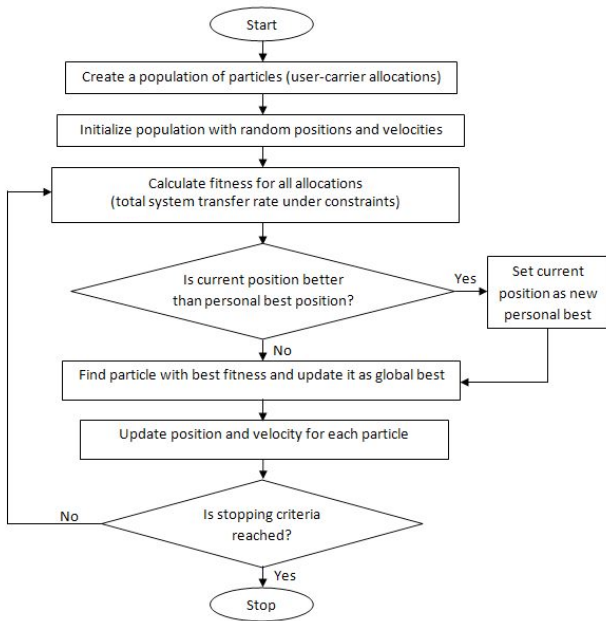 Start
Create a population of particles (user-carrier allocations)
Initialize population with random positions and velocities
Calculate fitness for all allocations
(total system transfer rate under constraints)
Is current position better
than personal best position?
Yes
Set current
position as new
personal best
No
Find particle with best fitness and update it as global best
Update position and velocity for each particle
Is stopping criteria
reached?
No
Yes
Stop